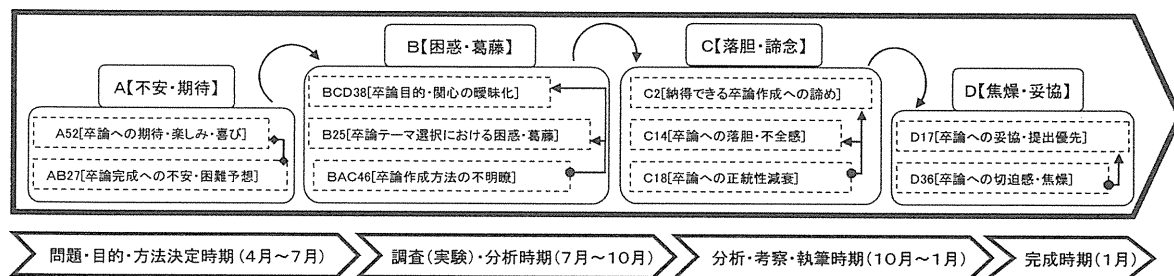 A【不安・期待】
A52[卒論への期待・楽しみ・喜び]
AB27[卒論完成への不安・困難予想]
B【困惑・葛藤】
BCD38[卒論目的・関心の曖昧化]
B25[卒論テーマ選択における困惑・葛藤]
BAC46[卒論作成方法の不明瞭]
C【落胆・諦念】
C2[納得できる卒論作成への諦め]
C14[卒論への落胆・不全感]
C18[卒論への正統性減衰]
D【焦燥・妥協】
D17[卒論への妥協・提出優先]
D36[卒論への切迫感・焦燥]
問題・目的・方法決定時期(4月～7月)
調査(実験)・分析時期(7月～10月)
分析・考察・執筆時期(10月～1月)
完成時期(1月)